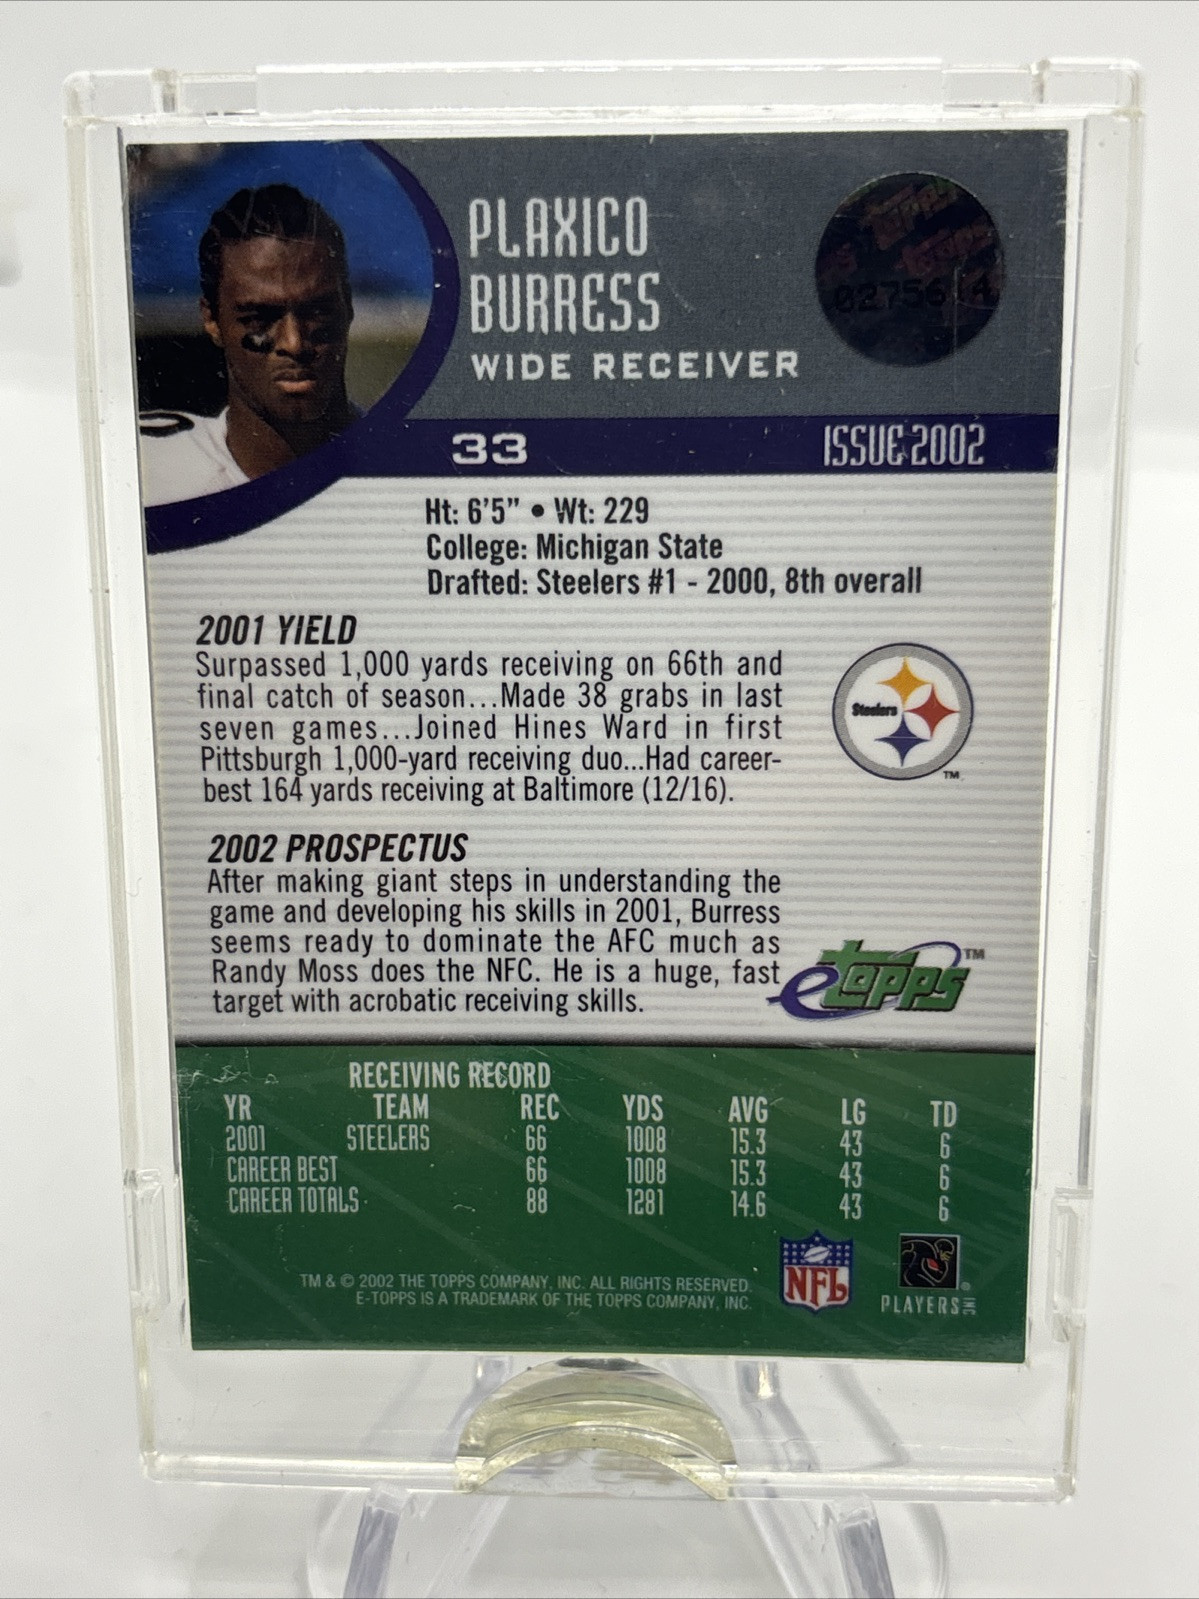 PLAXICO
BURRESS
WIDE RECEIVER
Topps
33
ISSUE 2002
Ht: 6'5" • Wt: 229
College: Michigan State
Drafted: Steelers #1 - 2000, 8th overall
2001 YIELD
Surpassed 1,000 yards receiving on 66th and
final catch of season...Made 38 grabs in last
seven games...Joined Hines Ward in first
Pittsburgh 1,000-yard receiving duo...Had career-
best 164 yards receiving at Baltimore (12/16).
Steelers
TM
2002 PROSPECTUS
After making giant steps in understanding the
game and developing his skills in 2001, Burress
seems ready to dominate the AFC much as
Randy Moss does the NFC. He is a huge, fast
target with acrobatic receiving skills.
eTopps TM
RECEIVING RECORD
YR TEAM REC YDS AVG LG TD
2001 STEELERS 66 1008 15.3 43 6
CAREER BEST 66 1008 15.3 43 6
CAREER TOTALS 88 1281 14.6 43 6
TM & © 2002 THE TOPPS COMPANY, INC. ALL RIGHTS RESERVED.
E-TOPPS IS A TRADEMARK OF THE TOPPS COMPANY, INC.
NFL
PLAYERS INC
®